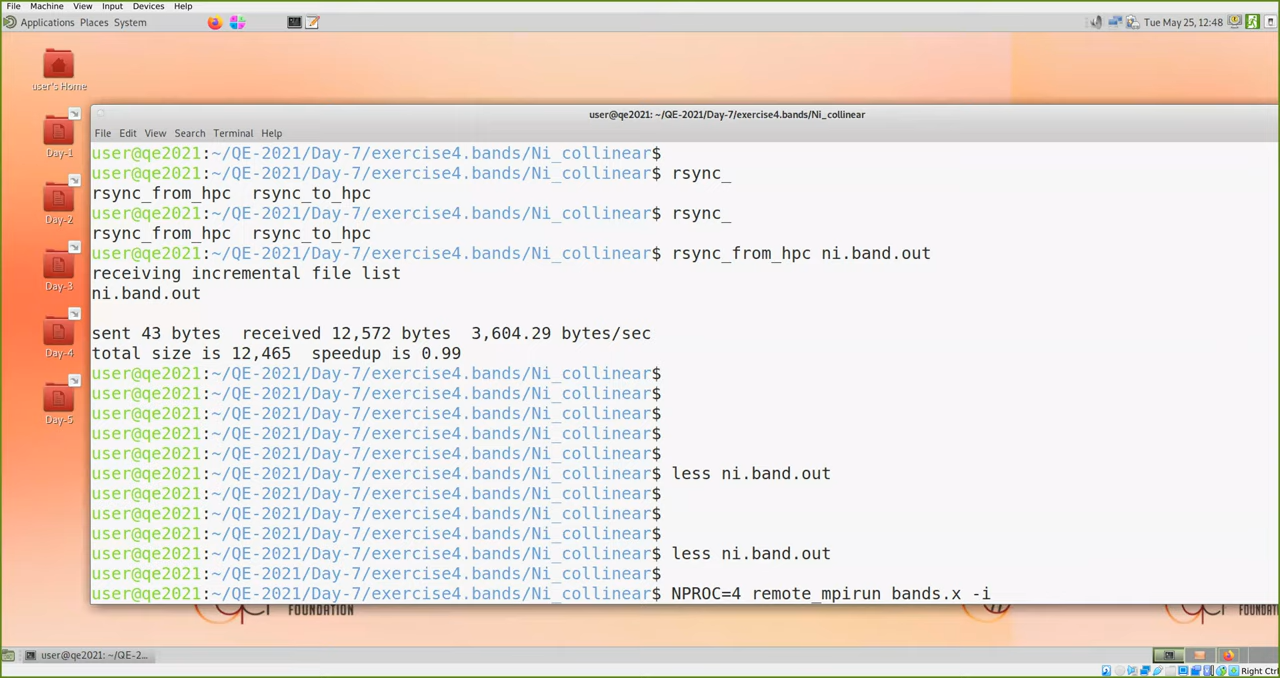 File Machine View Input Devices Help
Applications Places System
Tue May 25, 12:48
user's Home
Day-1
Day-2
Day-3
Day-4
Day-5
user@qe2021: ~/QE-2021/Day-7/exercise4.bands/Ni_collinear
File Edit View Search Terminal Help
user@qe2021:~/QE-2021/Day-7/exercise4.bands/Ni_collinear$
user@qe2021:~/QE-2021/Day-7/exercise4.bands/Ni_collinear$ rsync_
rsync_from_hpc rsync_to_hpc
user@qe2021:~/QE-2021/Day-7/exercise4.bands/Ni_collinear$ rsync_
rsync_from_hpc rsync_to_hpc
user@qe2021:~/QE-2021/Day-7/exercise4.bands/Ni_collinear$ rsync_from_hpc ni.band.out
receiving incremental file list
ni.band.out
sent 43 bytes received 12,572 bytes 3,604.29 bytes/sec
total size is 12,465 speedup is 0.99
user@qe2021:~/QE-2021/Day-7/exercise4.bands/Ni_collinear$
user@qe2021:~/QE-2021/Day-7/exercise4.bands/Ni_collinear$
user@qe2021:~/QE-2021/Day-7/exercise4.bands/Ni_collinear$
user@qe2021:~/QE-2021/Day-7/exercise4.bands/Ni_collinear$
user@qe2021:~/QE-2021/Day-7/exercise4.bands/Ni_collinear$
user@qe2021:~/QE-2021/Day-7/exercise4.bands/Ni_collinear$ less ni.band.out
user@qe2021:~/QE-2021/Day-7/exercise4.bands/Ni_collinear$
user@qe2021:~/QE-2021/Day-7/exercise4.bands/Ni_collinear$
user@qe2021:~/QE-2021/Day-7/exercise4.bands/Ni_collinear$
user@qe2021:~/QE-2021/Day-7/exercise4.bands/Ni_collinear$ less ni.band.out
user@qe2021:~/QE-2021/Day-7/exercise4.bands/Ni_collinear$
user@qe2021:~/QE-2021/Day-7/exercise4.bands/Ni_collinear$ NPROC=4 remote_mpirun bands.x -i
FOUNDATION
user@qe2021: ~/QE-2...
Right Ctrl